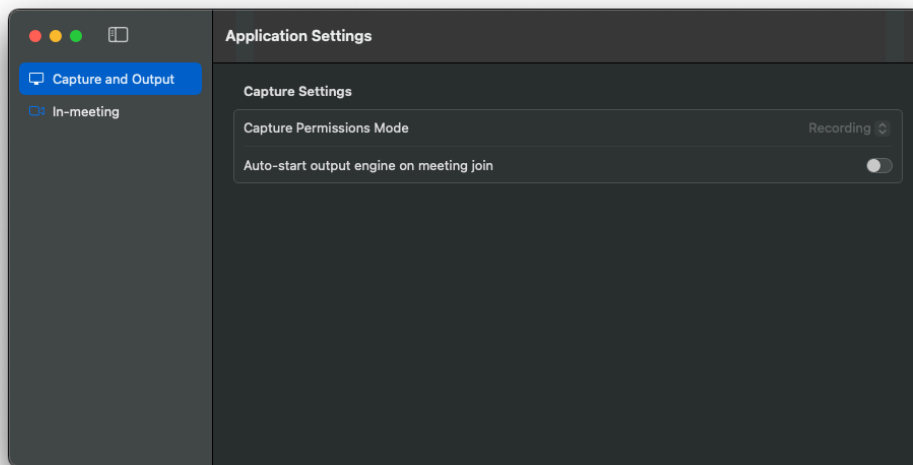 Application Settings
Capture and Output
In-meeting
Capture Settings
Capture Permissions Mode
Recording
Auto-start output engine on meeting join